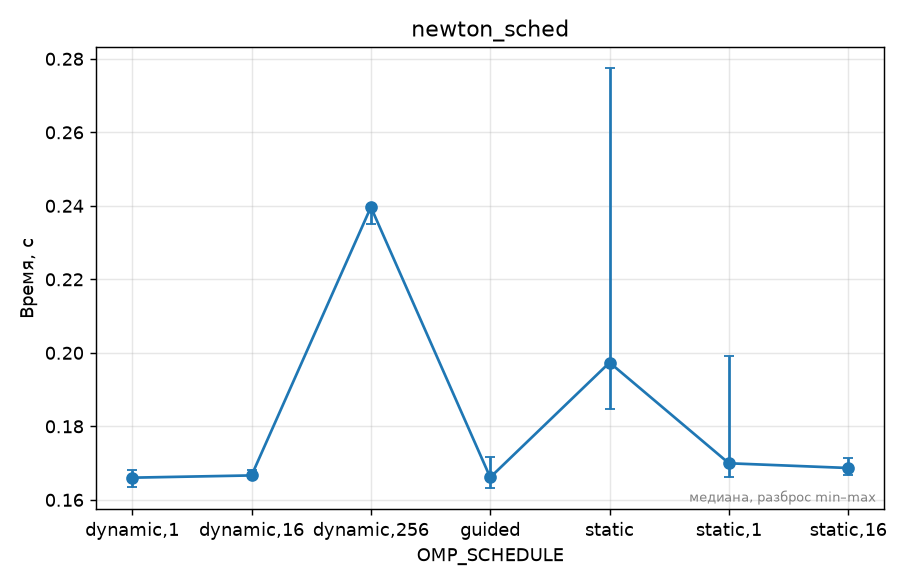 newton_sched
0.28
0.26
0.24
0.22
0.20
0.18
0.16
Время, с
медиана, разброс min–max
dynamic,1 dynamic,16 dynamic,256 guided static static,1 static,16
OMP_SCHEDULE